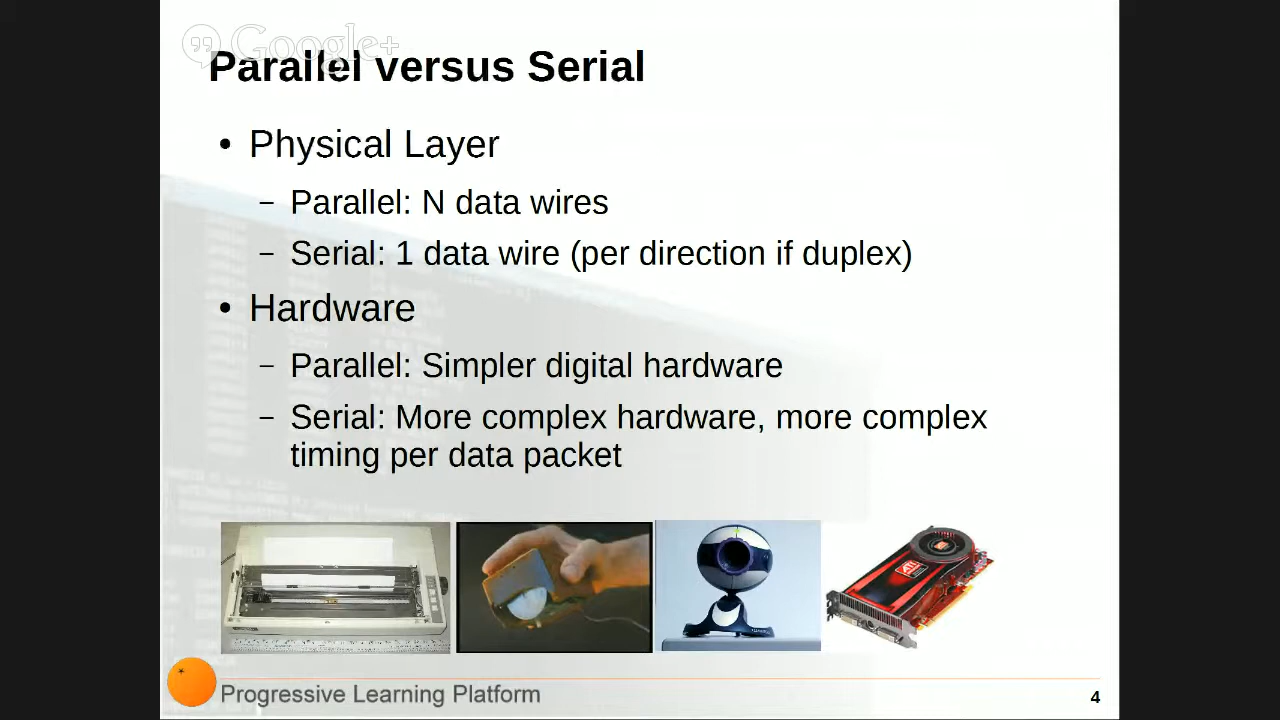 Google+
Parallel versus Serial
• Physical Layer
– Parallel: N data wires
– Serial: 1 data wire (per direction if duplex)
• Hardware
– Parallel: Simpler digital hardware
– Serial: More complex hardware, more complex
timing per data packet
ATI
Progressive Learning Platform
4